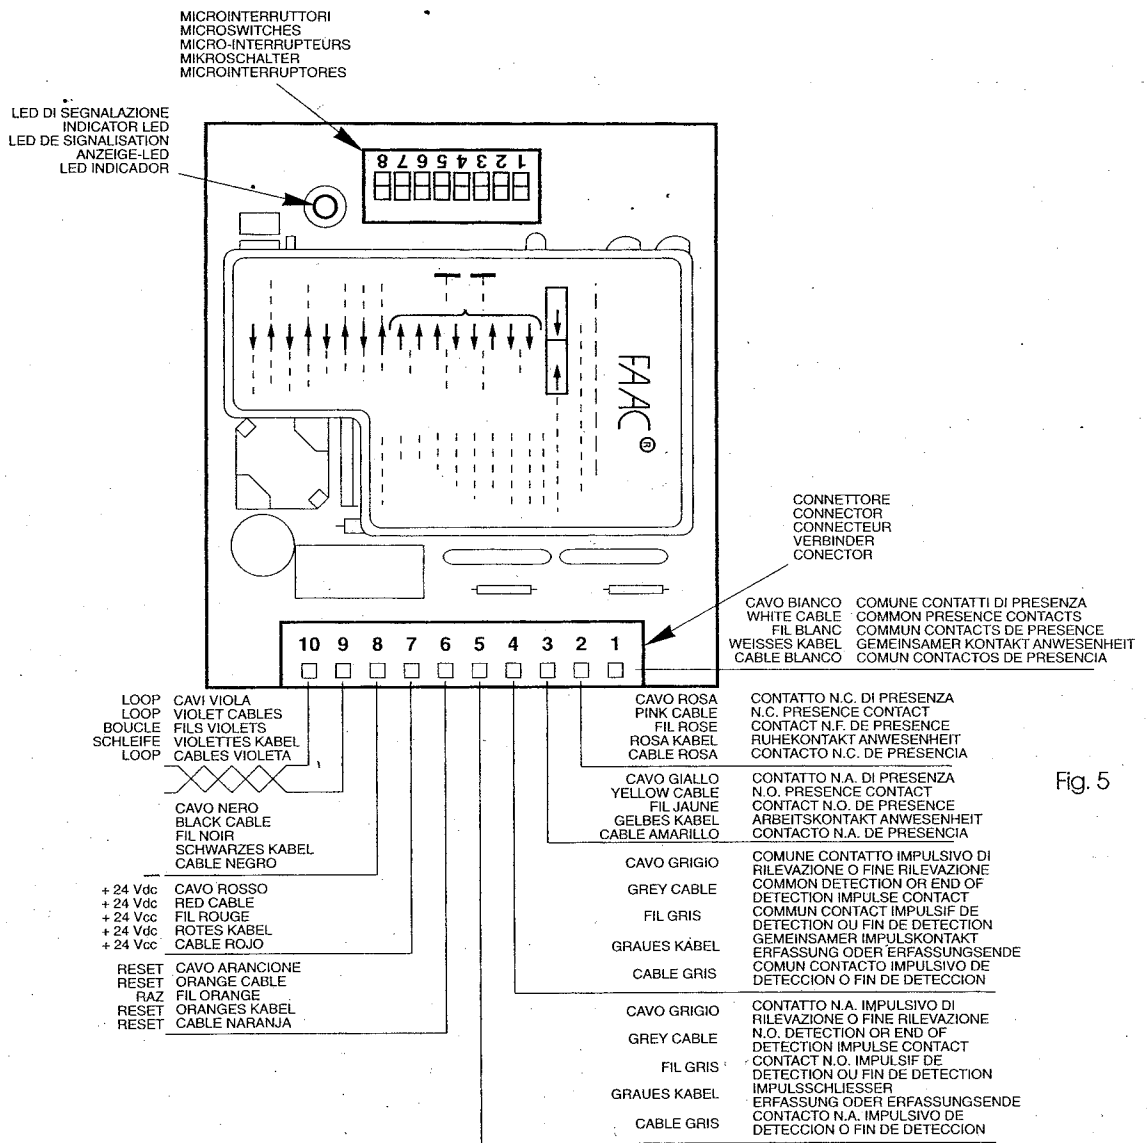 MICROINTERRUTTORI
MICROSWITCHES
MICRO-INTERRUPTEURS
MIKROSCHALTER
MICROINTERRUPTORES
LED DI SEGNALAZIONE
INDICATOR LED
LED DE SIGNALISATION
ANZEIGE-LED
LED INDICADOR
8 7 6 5 4 3 2 1
FAAC®
CONNETTORE
CONNECTOR
CONNECTEUR
VERBINDER
CONECTOR
10 9 8 7 6 5 4 3 2 1
CAVO BIANCO COMUNE CONTATTI DI PRESENZA
WHITE CABLE COMMON PRESENCE CONTACTS
FIL BLANC COMMUN CONTACTS DE PRESENCE
WEISSES KABEL GEMEINSAMER KONTAKT ANWESENHEIT
CABLE BLANCO COMUN CONTACTOS DE PRESENCIA
LOOP CAVI VIOLA
LOOP VIOLET CABLES
BOUCLE FILS VIOLETS
SCHLEIFE VIOLETTES KABEL
LOOP CABLES VIOLETA
CAVO NERO
BLACK CABLE
FIL NOIR
SCHWARZES KABEL
CABLE NEGRO
+ 24 Vdc CAVO ROSSO
+ 24 Vdc RED CABLE
+ 24 Vcc FIL ROUGE
+ 24 Vdc ROTES KABEL
+ 24 Vcc CABLE ROJO
RESET CAVO ARANCIONE
RESET ORANGE CABLE
RAZ FIL ORANGE
RESET ORANGES KABEL
RESET CABLE NARANJA
CAVO ROSA CONTATTO N.C. DI PRESENZA
PINK CABLE N.C. PRESENCE CONTACT
FIL ROSE CONTACT N.F. DE PRESENCE
ROSA KABEL RUHEKONTAKT ANWESENHEIT
CABLE ROSA CONTACTO N.C. DE PRESENCIA
CAVO GIALLO CONTATTO N.A. DI PRESENZA
YELLOW CABLE N.O. PRESENCE CONTACT
FIL JAUNE CONTACT N.O. DE PRESENCE
GELBES KABEL ARBEITSKONTAKT ANWESENHEIT
CABLE AMARILLO CONTACTO N.A. DE PRESENCIA
Fig. 5
CAVO GRIGIO COMUNE CONTATTO IMPULSIVO DI
RILEVAZIONE O FINE RILEVAZIONE
GREY CABLE COMMON DETECTION OR END OF
DETECTION IMPULSE CONTACT
FIL GRIS COMMUN CONTACT IMPULSIF DE
DETECTION OU FIN DE DETECTION
GRAUES KABEL GEMEINSAMER IMPULSKONTAKT
ERFASSUNG ODER ERFASSUNGSENDE
CABLE GRIS COMUN CONTACTO IMPULSIVO DE
DETECCION O FIN DE DETECCION
CAVO GRIGIO CONTATTO N.A. IMPULSIVO DI
RILEVAZIONE O FINE RILEVAZIONE
GREY CABLE N.O. DETECTION OR END OF
DETECTION IMPULSE CONTACT
FIL GRIS CONTACT N.O. IMPULSIF DE
DETECTION OU FIN DE DETECTION
GRAUES KABEL IMPULSSCHLIESSER
ERFASSUNG ODER ERFASSUNGSENDE
CABLE GRIS CONTACTO N.A. IMPULSIVO DE
DETECCION O FIN DE DETECCION